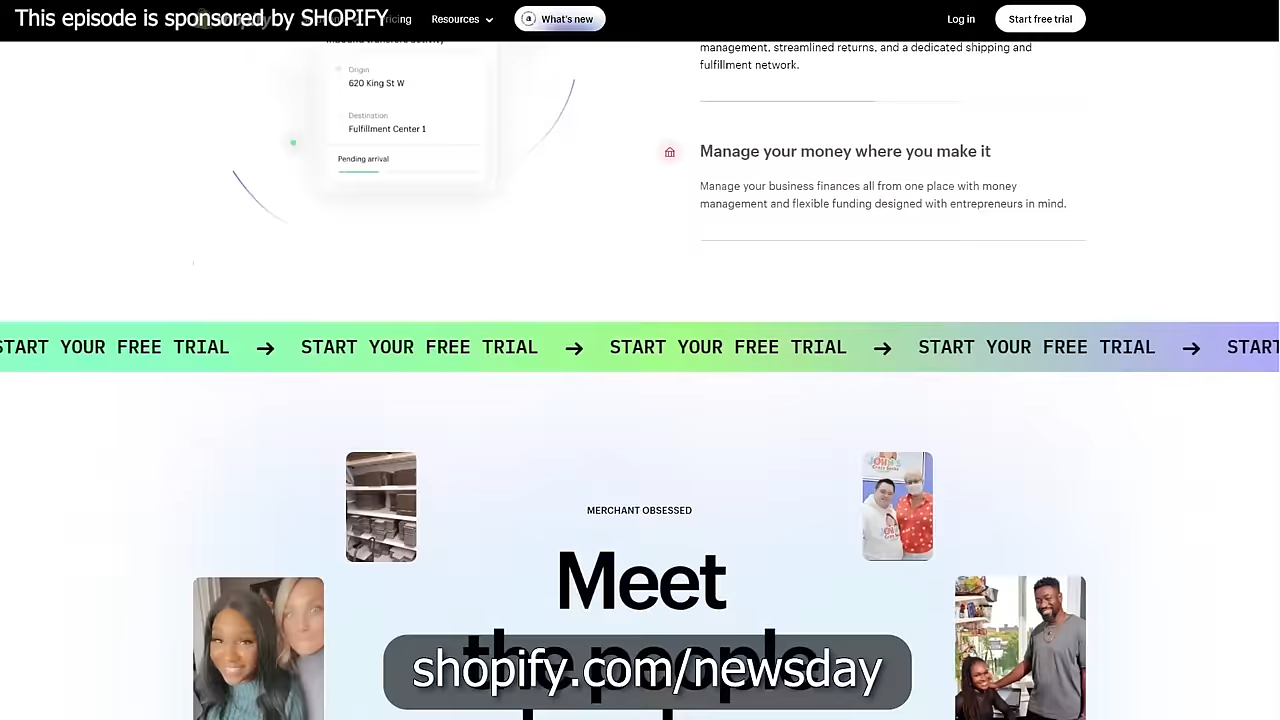 This episode is sponsored by SHOPIFY
Resources
What's new
Log in
Start free trial
Origin
620 King St W
Destination
Fulfillment Center 1
Pending arrival
management, streamlined returns, and a dedicated shipping and
fulfillment network.
Manage your money where you make it
Manage your business finances all from one place with money
management and flexible funding designed with entrepreneurs in mind.
START YOUR FREE TRIAL → START YOUR FREE TRIAL → START YOUR FREE TRIAL → START YOUR FREE TRIAL → START
MERCHANT OBSESSED
JOHN'S
Meet
the people
shopify.com/newsday